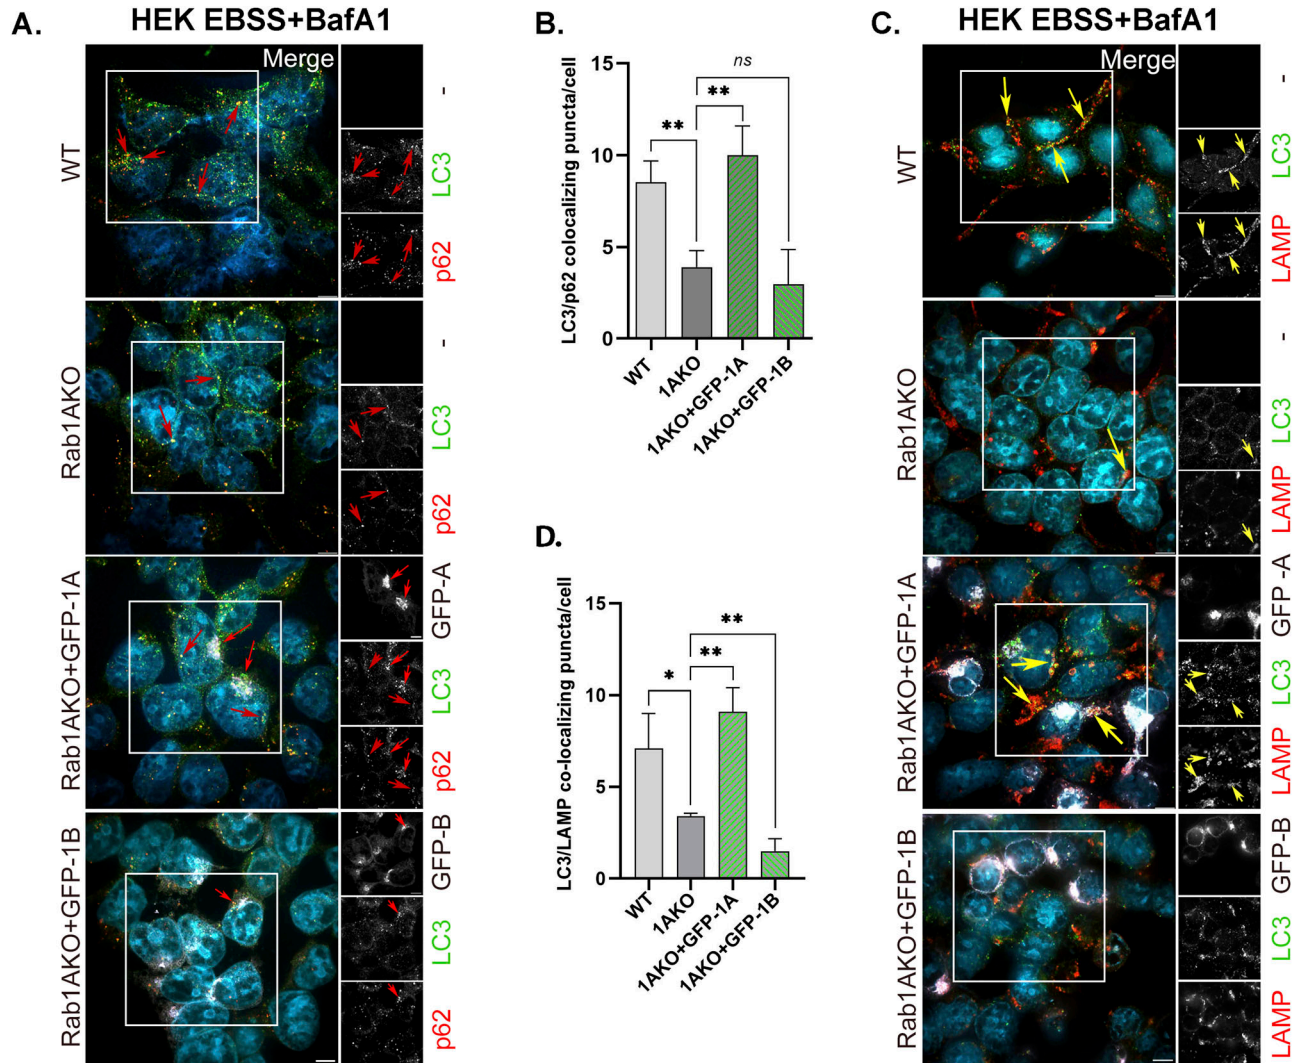 A.
HEK EBSS+BafA1
Merge
WT
-
LC3
p62
Rab1AKO
-
LC3
p62
Rab1AKO+GFP-1A
GFP-A
LC3
p62
Rab1AKO+GFP-1B
GFP-B
LC3
p62
B.
LC3/p62 colocalizing puncta/cell
15
10
5
0
**
**
ns
WT
1AKO
1AKO+GFP-1A
1AKO+GFP-1B
D.
LC3/LAMP co-localizing puncta/cell
15
10
5
0
*
**
**
WT
1AKO
1AKO+GFP-1A
1AKO+GFP-1B
C.
HEK EBSS+BafA1
Merge
WT
-
LC3
LAMP
Rab1AKO
-
LC3
LAMP
Rab1AKO+GFP-1A
GFP-A
LC3
LAMP
Rab1AKO+GFP-1B
GFP-B
LC3
LAMP